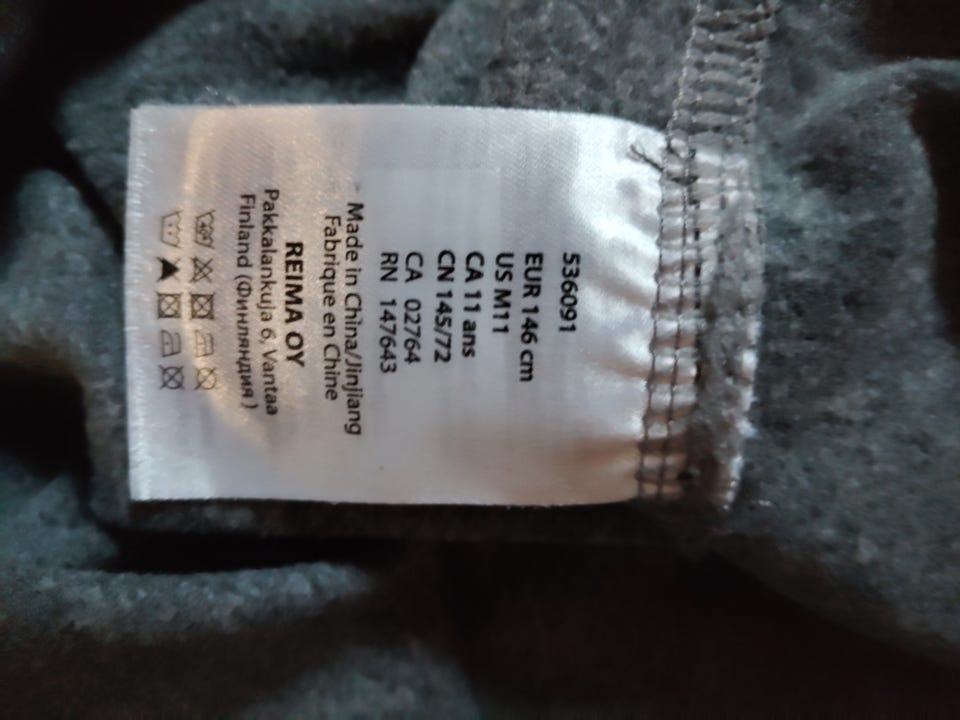 536091
EUR 146 cm
US M11
CA 11 ans
CN 145/72
CA 02764
RN 147643
Made in China/Jinjiang
Fabrique en Chine
REIMA OY
Pakkalankuja 6, Vantaa
Finland (Финляндия)
40